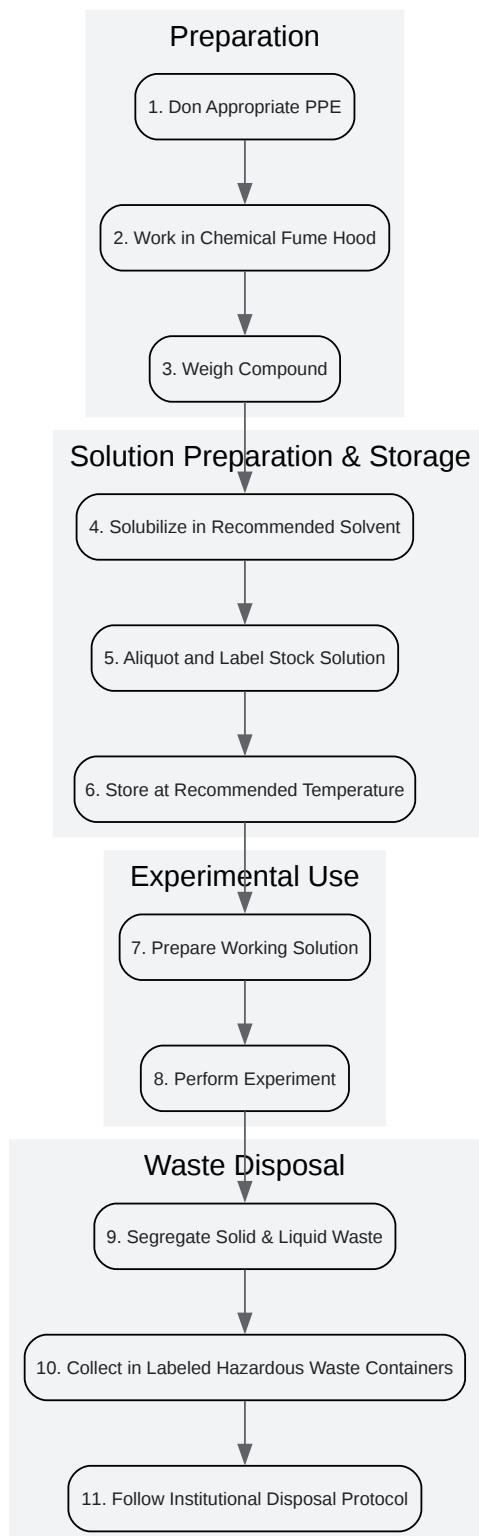 Preparation
1. Don Appropriate PPE
2. Work in Chemical Fume Hood
3. Weigh Compound
Solution Preparation & Storage
4. Solubilize in Recommended Solvent
5. Aliquot and Label Stock Solution
6. Store at Recommended Temperature
Experimental Use
7. Prepare Working Solution
8. Perform Experiment
Waste Disposal
9. Segregate Solid & Liquid Waste
10. Collect in Labeled Hazardous Waste Containers
11. Follow Institutional Disposal Protocol